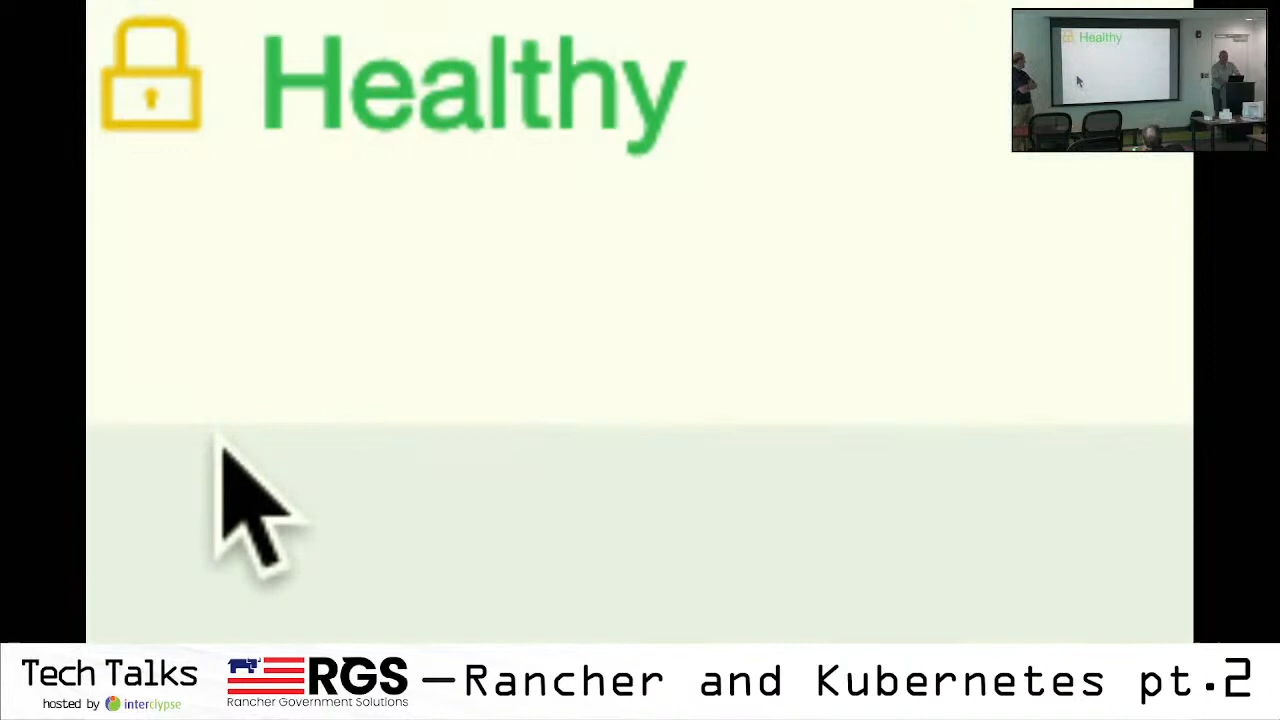 Healthy
Healthy
Tech Talks
hosted by interclypse
RGS
Rancher Government Solutions
—Rancher and Kubernetes pt.2